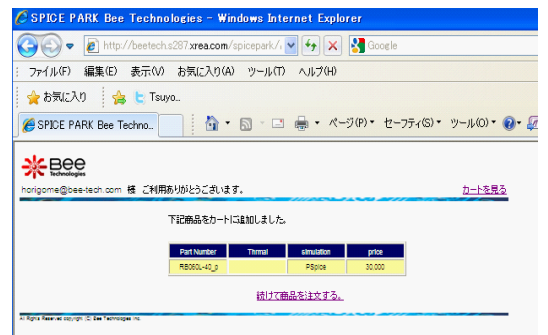 SPICE PARK Bee Technologies - Windows Internet Explorer
http://beetech.s287.xrea.com/spicepark/
Google
ファイル(F) 編集(E) 表示(V) お気に入り(A) ツール(T) ヘルプ(H)
お気に入り Tsuyo..
SPICE PARK Bee Techno... ページ(P) セーフティ(S) ツール(O)
Bee
Technologies
horigome@bee-tech.com 様 ご利用ありがとうございます。 カートを見る
下記商品をカートに追加しました。
Part Number Thrmal simulation price
RB060L-40_p PSpice 30,000
続けて商品を注文する。
All Rights Reserved copyright (C) Bee Technologies Inc.